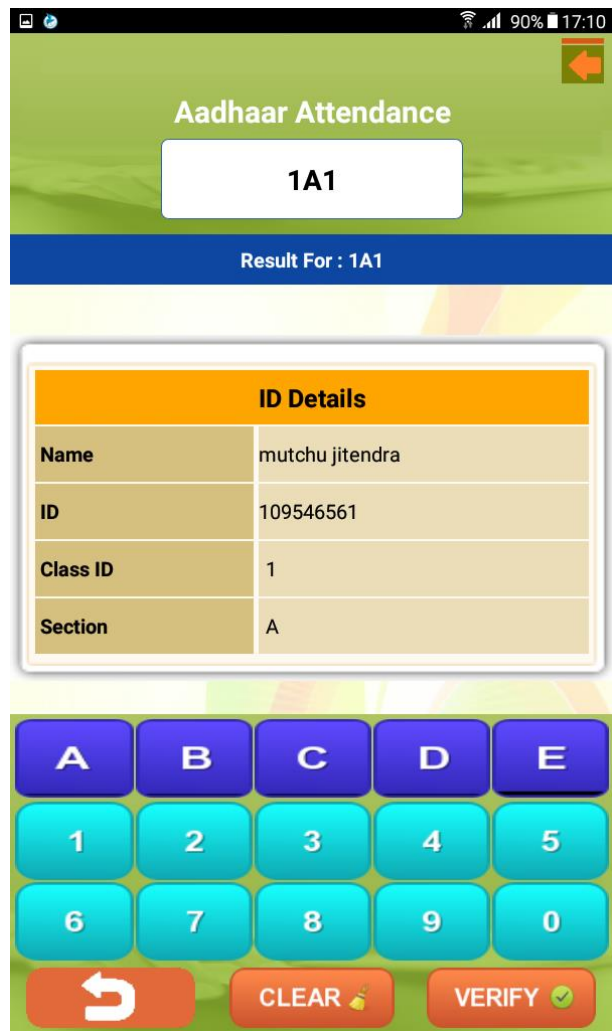 90% 17:10
Aadhaar Attendance
1A1
Result For : 1A1
ID Details
Name mutchu jitendra
ID 109546561
Class ID 1
Section A
A B C D E
1 2 3 4 5
6 7 8 9 0
CLEAR VERIFY